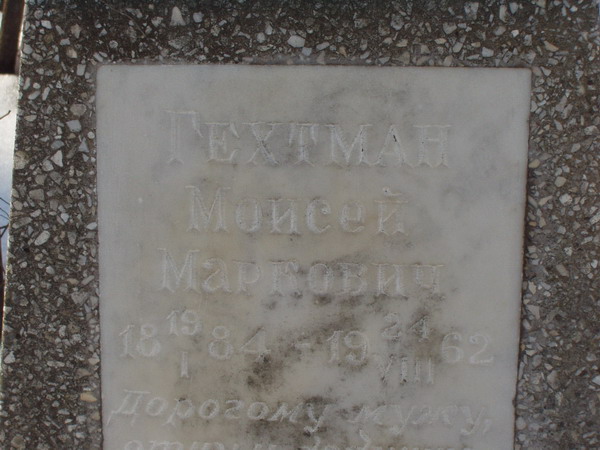 ГЕХТМАН
Моисей
Маркович
18 19/I 84 - 19 24/VIII 62
Дорогому мужу,